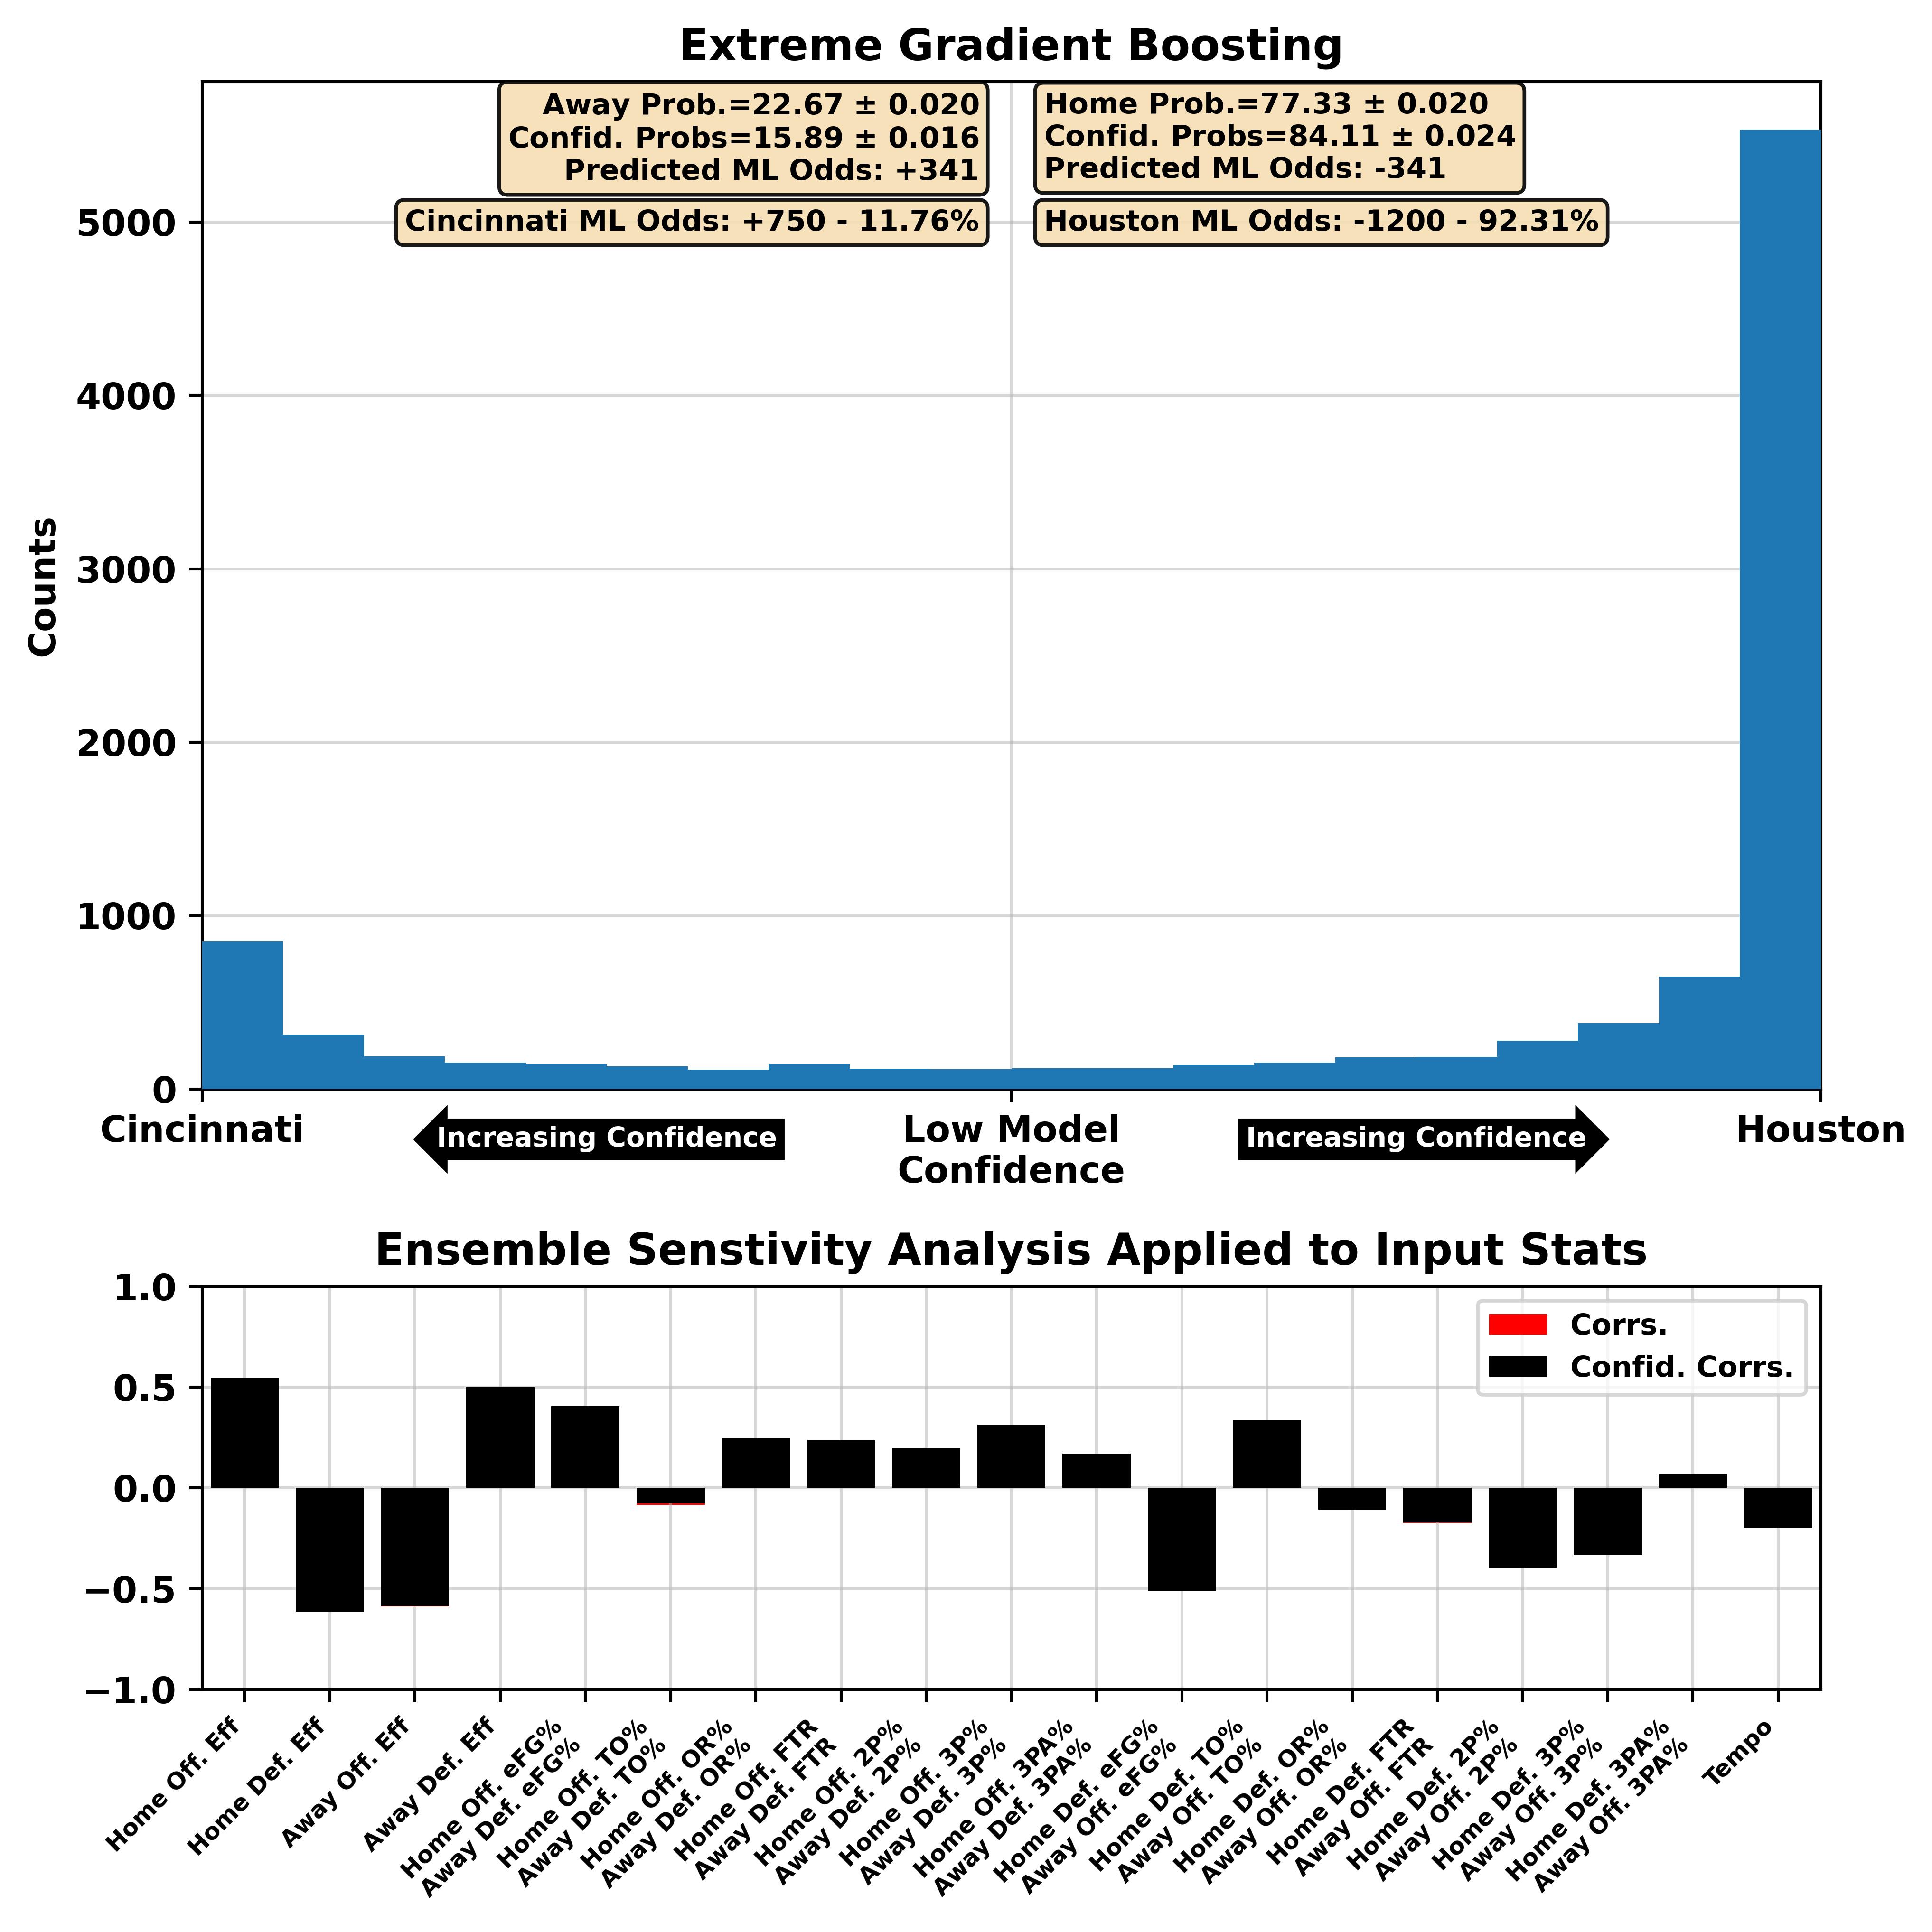 Extreme Gradient Boosting
Away Prob.=22.67 ± 0.020
Confid. Probs=15.89 ± 0.016
Predicted ML Odds: +341
Home Prob.=77.33 ± 0.020
Confid. Probs=84.11 ± 0.024
Predicted ML Odds: -341
Cincinnati ML Odds: +750 - 11.76%
Houston ML Odds: -1200 - 92.31%
Counts
5000
4000
3000
2000
1000
0
Cincinnati
Increasing Confidence
Low Model
Confidence
Increasing Confidence
Houston
Ensemble Senstivity Analysis Applied to Input Stats
Corrs.
Confid. Corrs.
1.0
0.5
0.0
−0.5
−1.0
Home Off. Eff
Home Def. Eff
Away Off. Eff
Away Def. Eff
Home Off. eFG%
Away Def. eFG%
Home Off. TO%
Away Def. TO%
Home Off. OR%
Away Def. OR%
Home Off. FTR
Away Def. FTR
Home Off. 2P%
Away Def. 2P%
Home Off. 3P%
Away Def. 3P%
Home Off. 3PA%
Away Def. 3PA%
Home Def. eFG%
Away Off. eFG%
Home Def. TO%
Away Off. TO%
Home Def. OR%
Away Off. OR%
Home Def. FTR
Away Off. FTR
Home Def. 2P%
Away Off. 2P%
Home Def. 3P%
Away Off. 3P%
Home Def. 3PA%
Away Off. 3PA%
Tempo